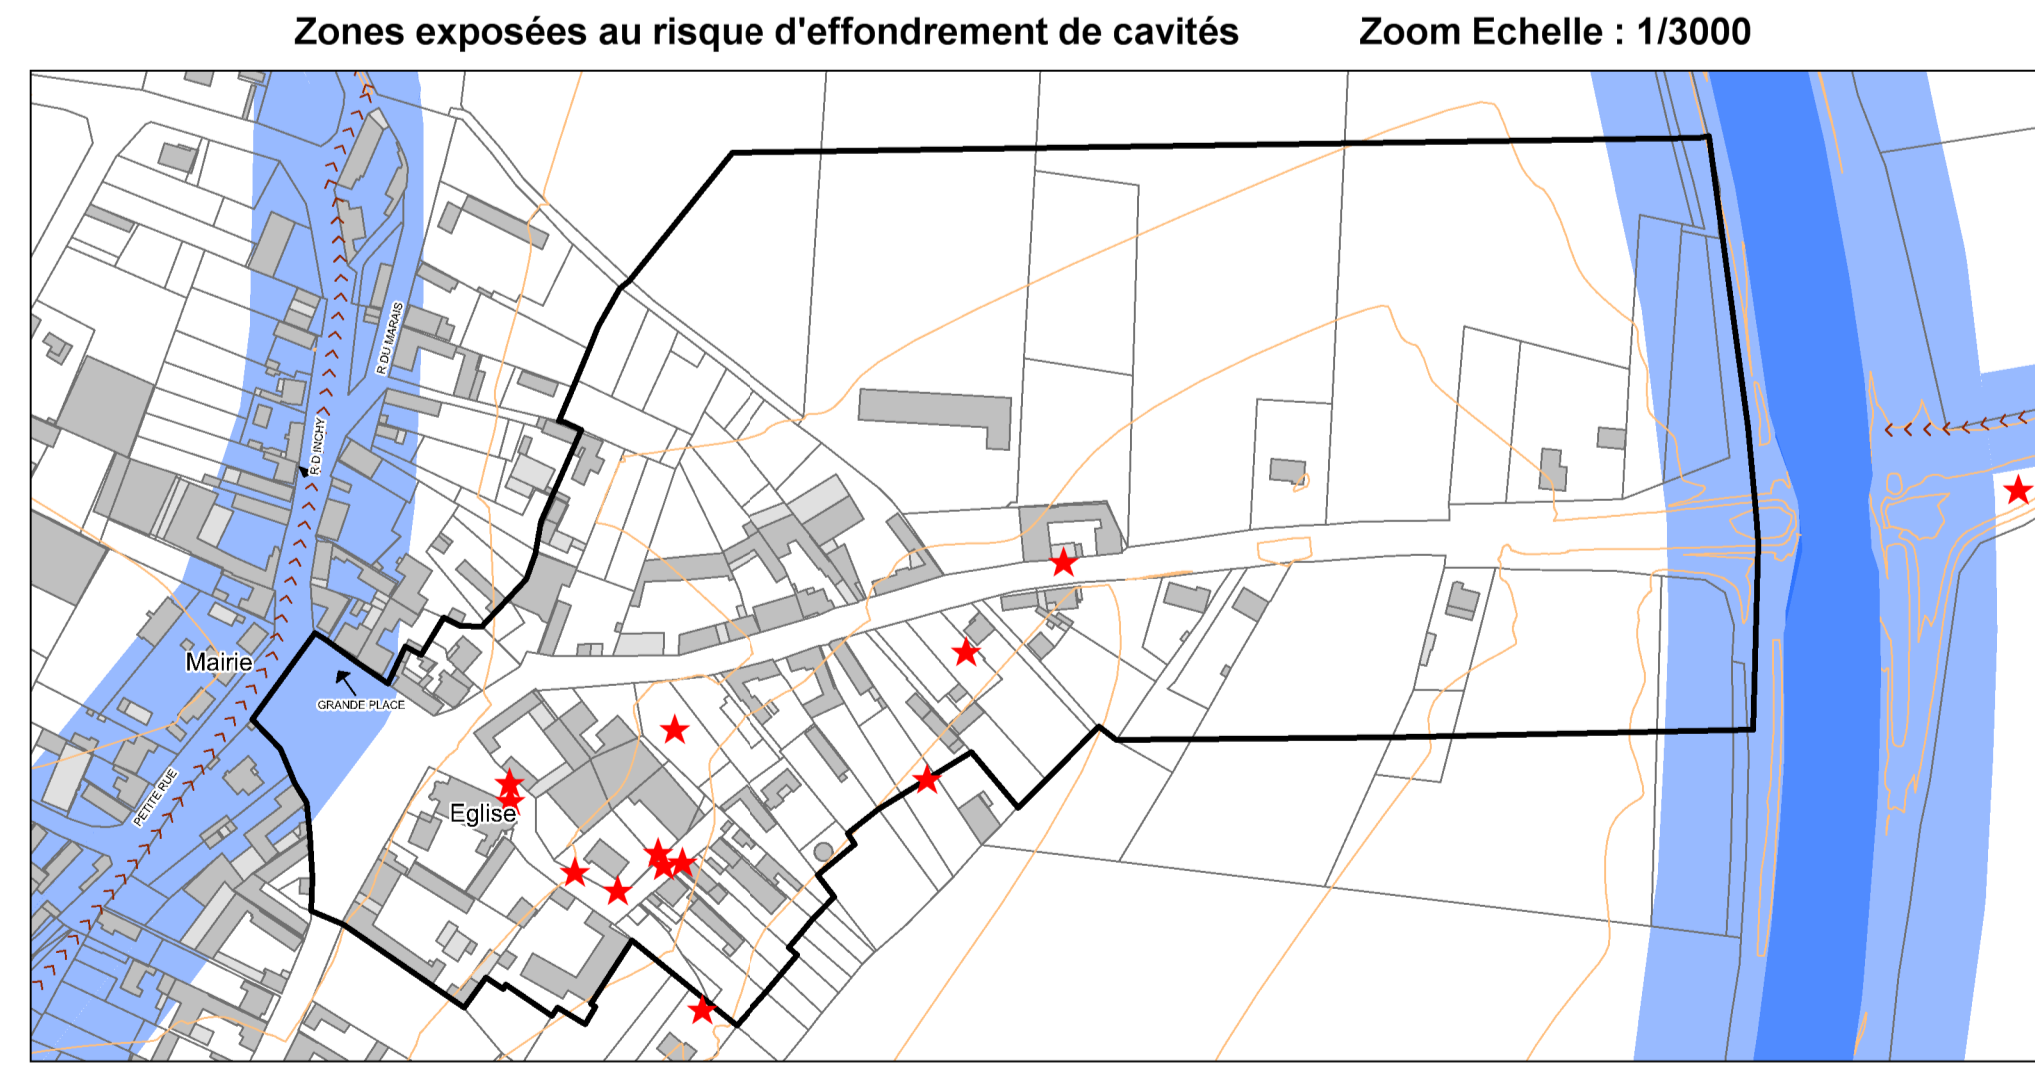 Zones exposées au risque d'effondrement de cavités Zoom Echelle : 1/3000
R DU MARAIS
R D INCHY
Mairie
GRANDE PLACE
PETITE RUE
Eglise